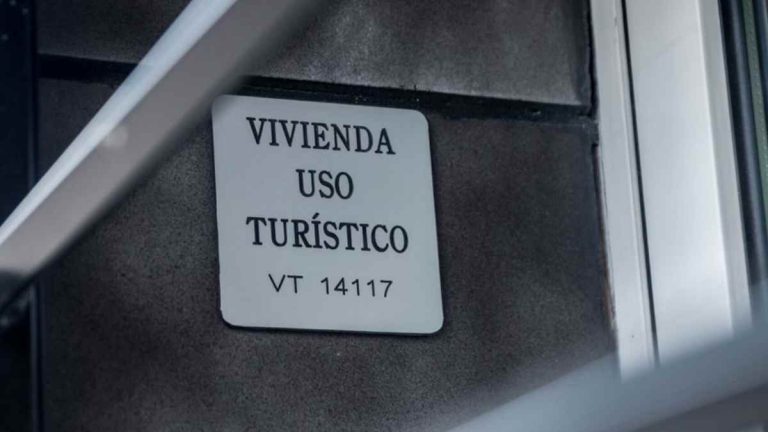 VIVIENDA
USO
TURÍSTICO
VT 14117